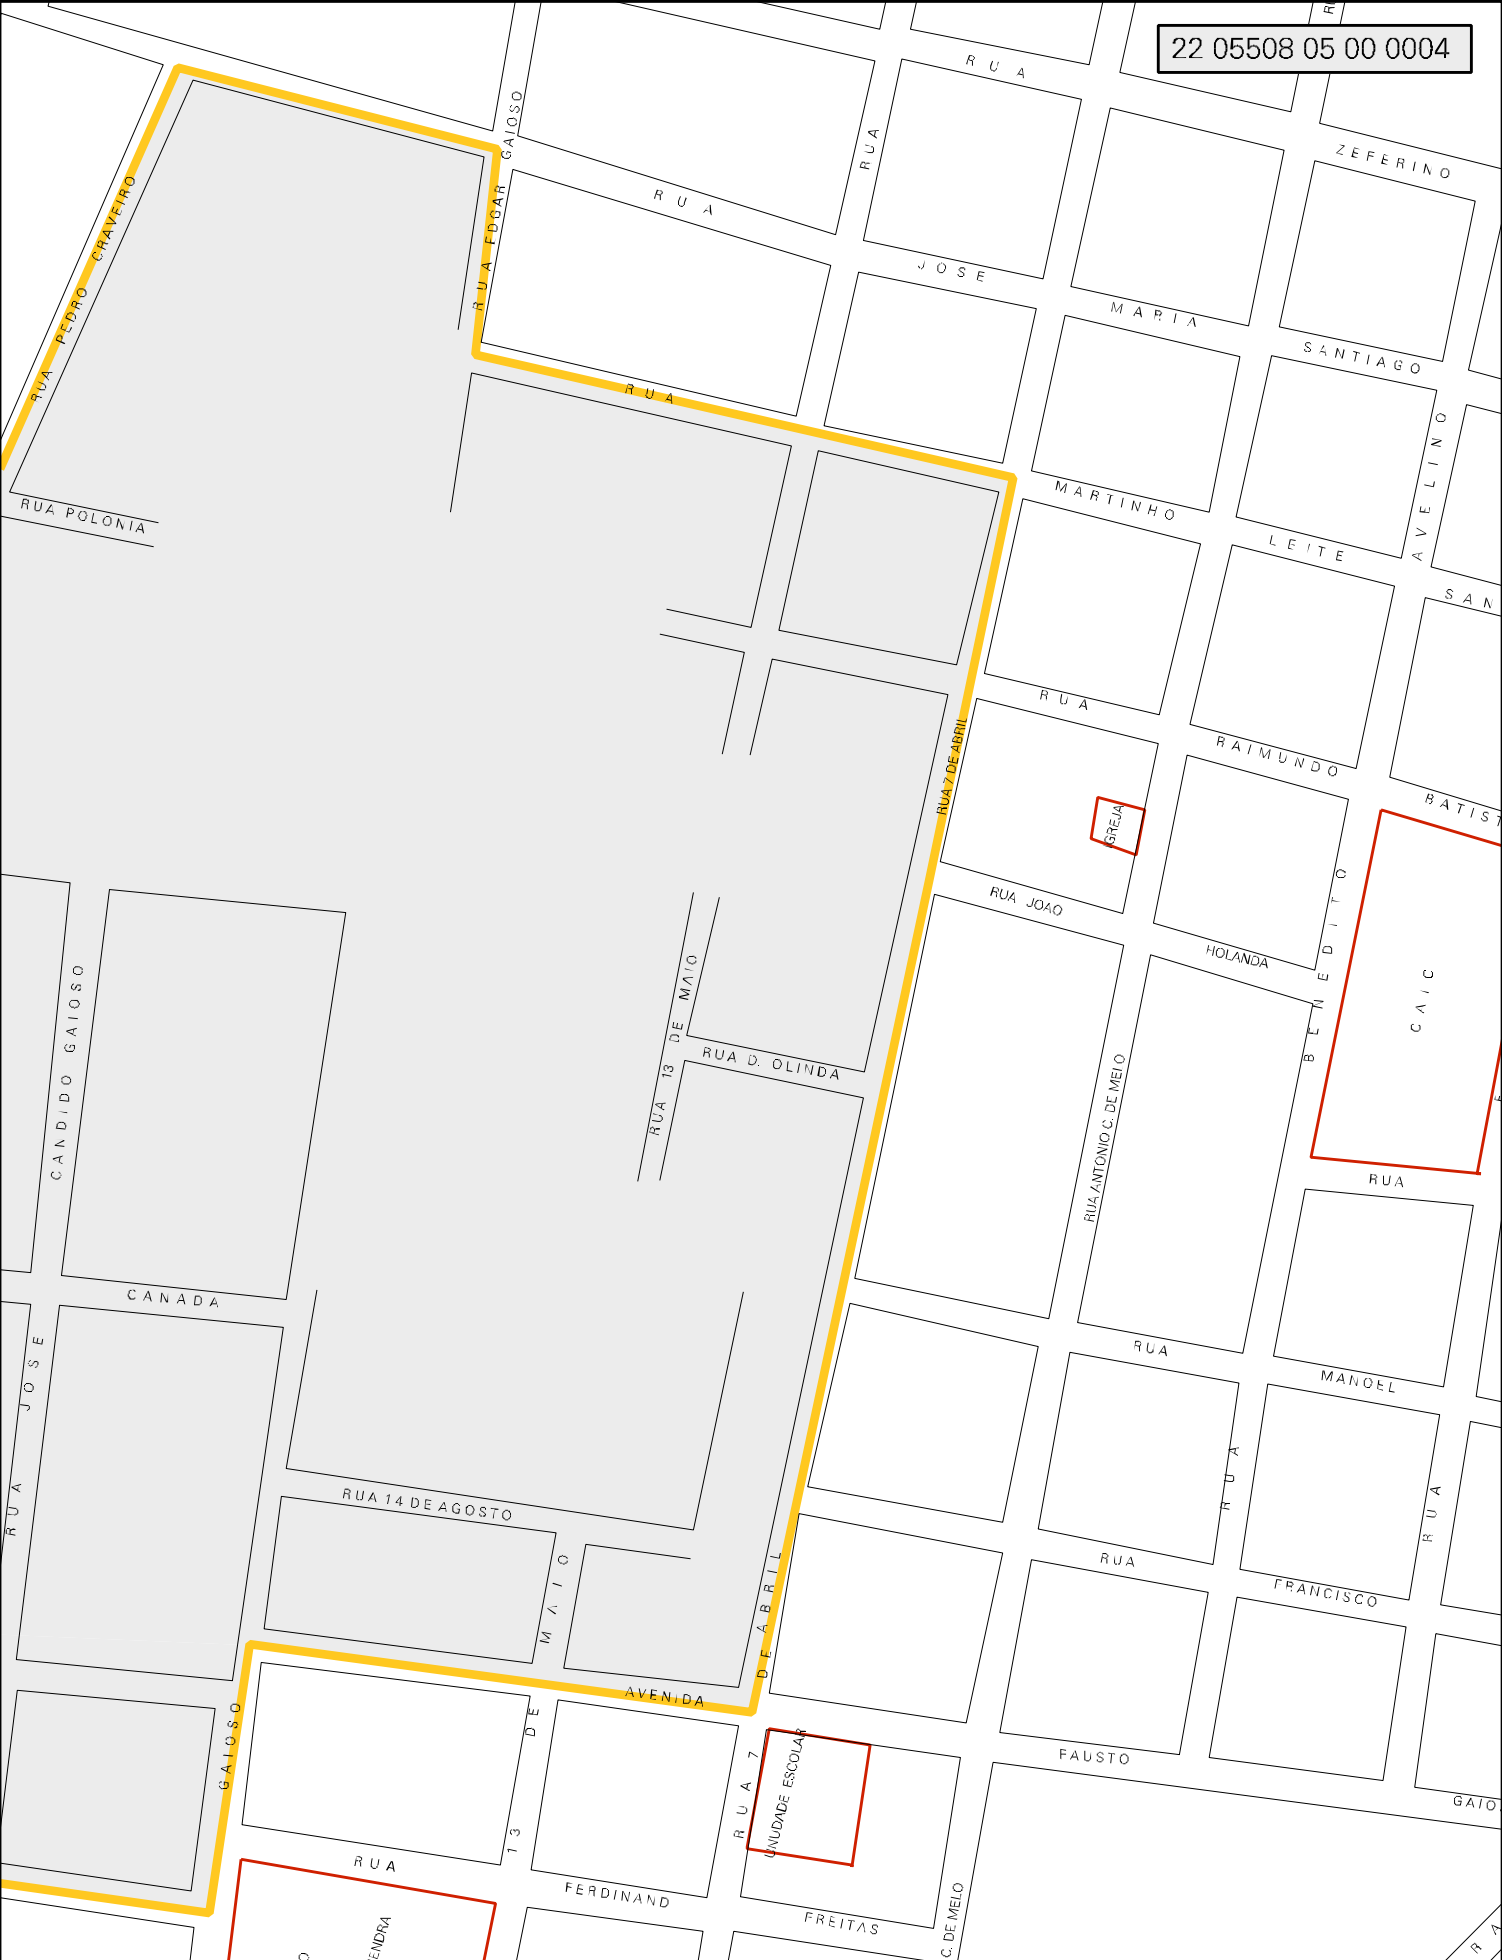 22 05508 05 00 0004
RUA
ZEFERINO
GAIOSO
RUA
RUA
RUA PEDRO CRAVEIRO
RUA EDGAR
JOSE
MARIA
SANTIAGO
RUA
MARTINHO
LEITE
AVELINO
SAN
RUA POLONIA
RUA
RAIMUNDO
BATIST
RUA 7 DE ABRIL
IGREJA
RUA JOAO
HOLANDA
BENEDITO
CAIC
CANDIDO GAIOSO
RUA 13 DE MAIO
RUA D. OLINDA
RUA ANTONIO C. DE MELO
RUA
CANADA
RUA JOSE
RUA
MANOEL
RUA
RUA
RUA 14 DE AGOSTO
MAIO
DE ABRIL
RUA
FRANCISCO
AVENIDA
GAIOSO
DE
13
RUA 7
UNUDADE ESCOLAR
FAUSTO
GAIO
RUA
FERDINAND
FREITAS
C. DE MELO
ENDRA
O
R A